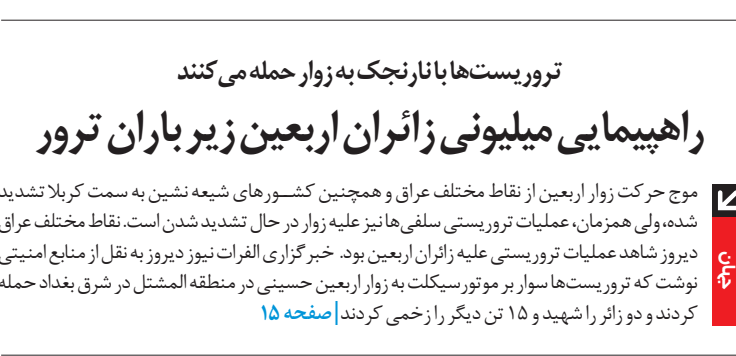 تروریست‌ها با نارنجک به زوار حمله می‌کنند
راهپیمایی میلیونی زائران اربعین زیر باران ترور
موج حرکت زوار اربعین از نقاط مختلف عراق و همچنین کشــورهای شیعه نشین به سمت کربلا تشدید
شده، ولی همزمان، عملیات تروریستی سلفی‌ها نیز علیه زوار در حال تشدید شدن است. نقاط مختلف عراق
دیروز شاهد عملیات تروریستی علیه زائران اربعین بود. خبرگزاری الفرات نیوز دیروز به نقل از منابع امنیتی
نوشت که تروریست‌ها سوار بر موتورسیکلت به زوار اربعین حسینی در منطقه المشتل در شرق بغداد حمله
کردند و دو زائر را شهید و ۱۵ تن دیگر را زخمی کردند|صفحه ۱۵
جهان